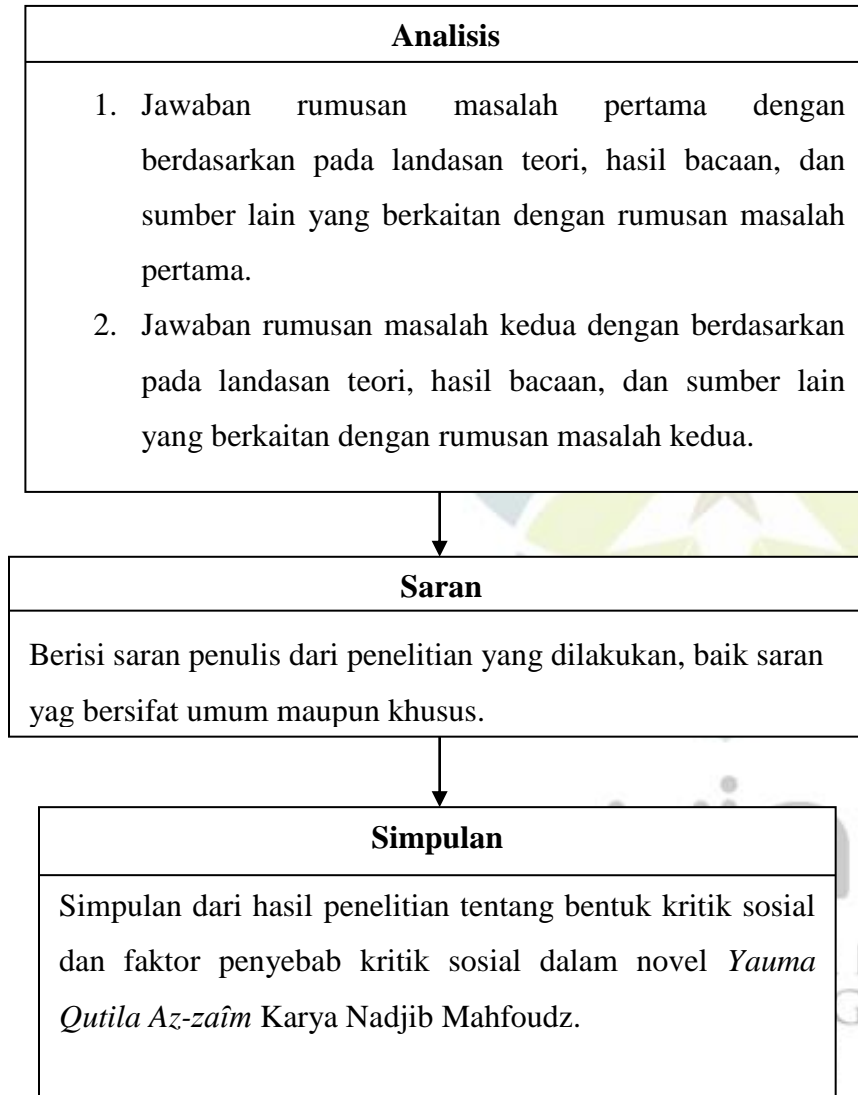 Analisis
1. Jawaban rumusan masalah pertama dengan
berdasarkan pada landasan teori, hasil bacaan, dan
sumber lain yang berkaitan dengan rumusan masalah
pertama.
2. Jawaban rumusan masalah kedua dengan berdasarkan
pada landasan teori, hasil bacaan, dan sumber lain
yang berkaitan dengan rumusan masalah kedua.
Saran
Berisi saran penulis dari penelitian yang dilakukan, baik saran
yag bersifat umum maupun khusus.
Simpulan
Simpulan dari hasil penelitian tentang bentuk kritik sosial
dan faktor penyebab kritik sosial dalam novel Yauma
Qutila Az-zaîm Karya Nadjib Mahfoudz.